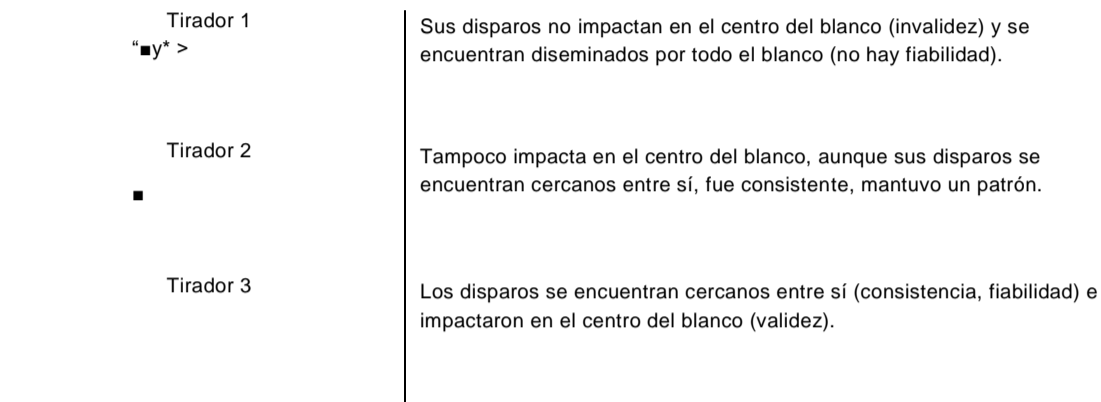 Tirador 1
“■y* >
Sus disparos no impactan en el centro del blanco (invalidez) y se
encuentran diseminados por todo el blanco (no hay fiabilidad).
Tirador 2
■
Tampoco impacta en el centro del blanco, aunque sus disparos se
encuentran cercanos entre sí, fue consistente, mantuvo un patrón.
Tirador 3
Los disparos se encuentran cercanos entre sí (consistencia, fiabilidad) e
impactaron en el centro del blanco (validez).